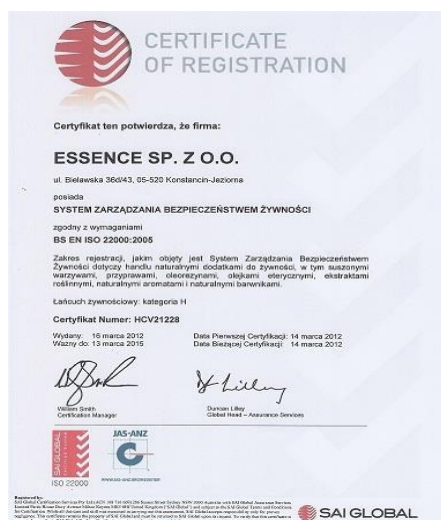 CERTIFICATE
OF REGISTRATION
Certyfikat ten potwierdza, że firma:
ESSENCE SP. Z O.O.
ul. Bielawska 36d/43, 05-520 Konstancin-Jeziorna
posiada
SYSTEM ZARZĄDZANIA BEZPIECZEŃSTWEM ŻYWNOŚCI
zgodny z wymaganiami
BS EN ISO 22000:2005
Zakres rejestracji, jakim objęty jest System Zarządzania Bezpieczeństwem
Żywności dotyczy handlu naturalnymi dodatkami do żywności, w tym suszonymi
warzywami, przyprawami, oleorezynami, olejkami eterycznymi, ekstraktami
roślinnymi, naturalnymi aromatami i naturalnymi barwnikami.
Łańcuch żywnościowy: kategoria H
Certyfikat Numer: HCV21228
Wydany: 16 marca 2012 Data Pierwszej Certyfikacji: 14 marca 2012
Ważny do: 13 marca 2015 Data Bieżącej Certyfikacji: 14 marca 2012
William Smith Duncan Lilley
Certification Manager Global Head – Assurance Services
SAI GLOBAL
JAS-ANZ
ISO 22000
Registered by:
SAI GLOBAL